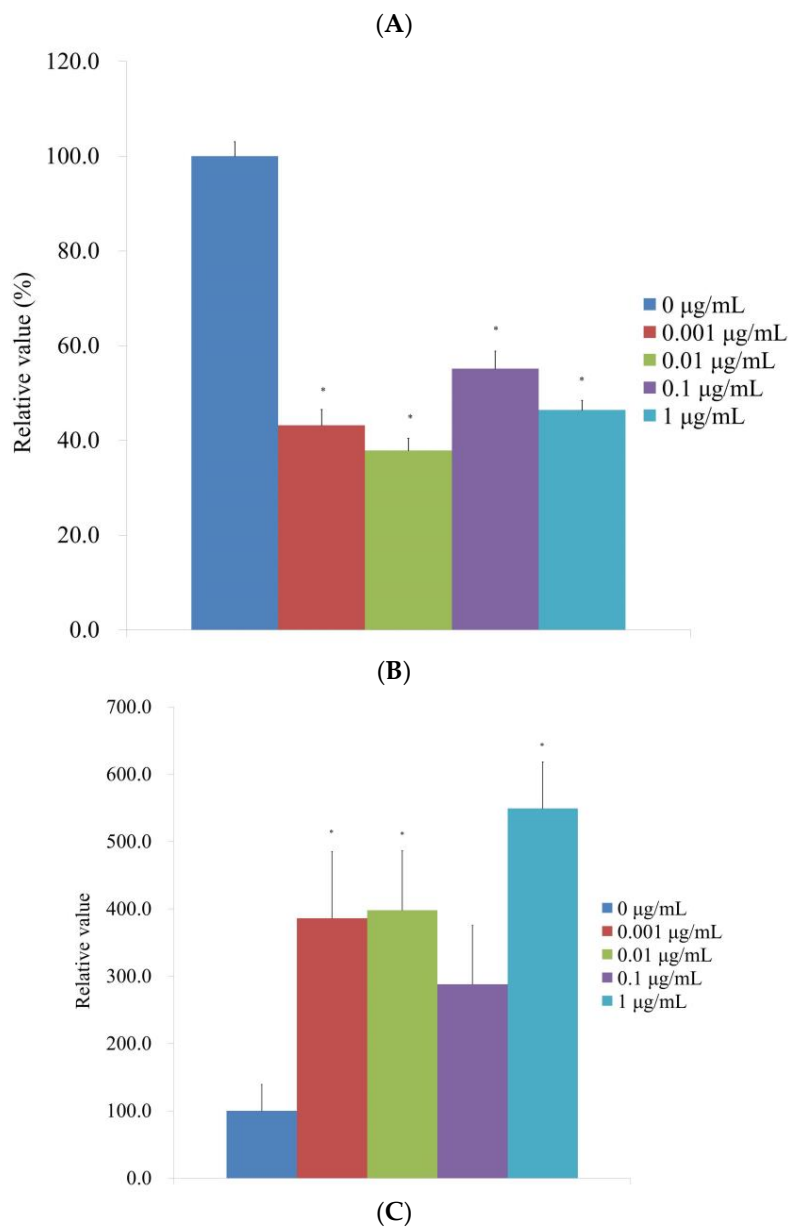 (A)
120.0
100.0
80.0
60.0
40.0
20.0
0.0
Relative value (%)
*
*
*
*
0 μg/mL
0.001 μg/mL
0.01 μg/mL
0.1 μg/mL
1 μg/mL
(B)
700.0
600.0
500.0
400.0
300.0
200.0
100.0
0.0
Relative value
*
*
*
0 μg/mL
0.001 μg/mL
0.01 μg/mL
0.1 μg/mL
1 μg/mL
(C)